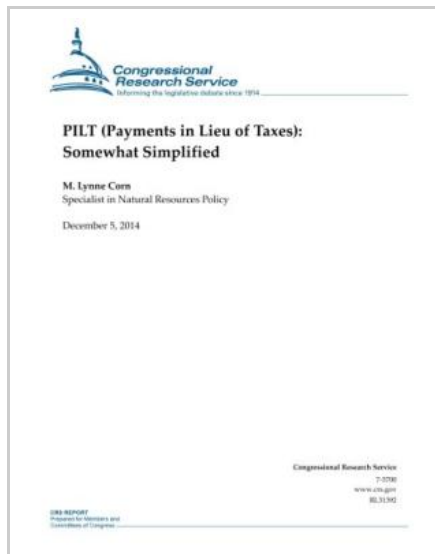 Congressional
Research Service
Informing the legislative debate since 1914
PILT (Payments in Lieu of Taxes):
Somewhat Simplified
M. Lynne Corn
Specialist in Natural Resources Policy
December 5, 2014
Congressional Research Service
7-5700
www.crs.gov
RL31392
CRS REPORT
Prepared for Members and
Committees of Congress